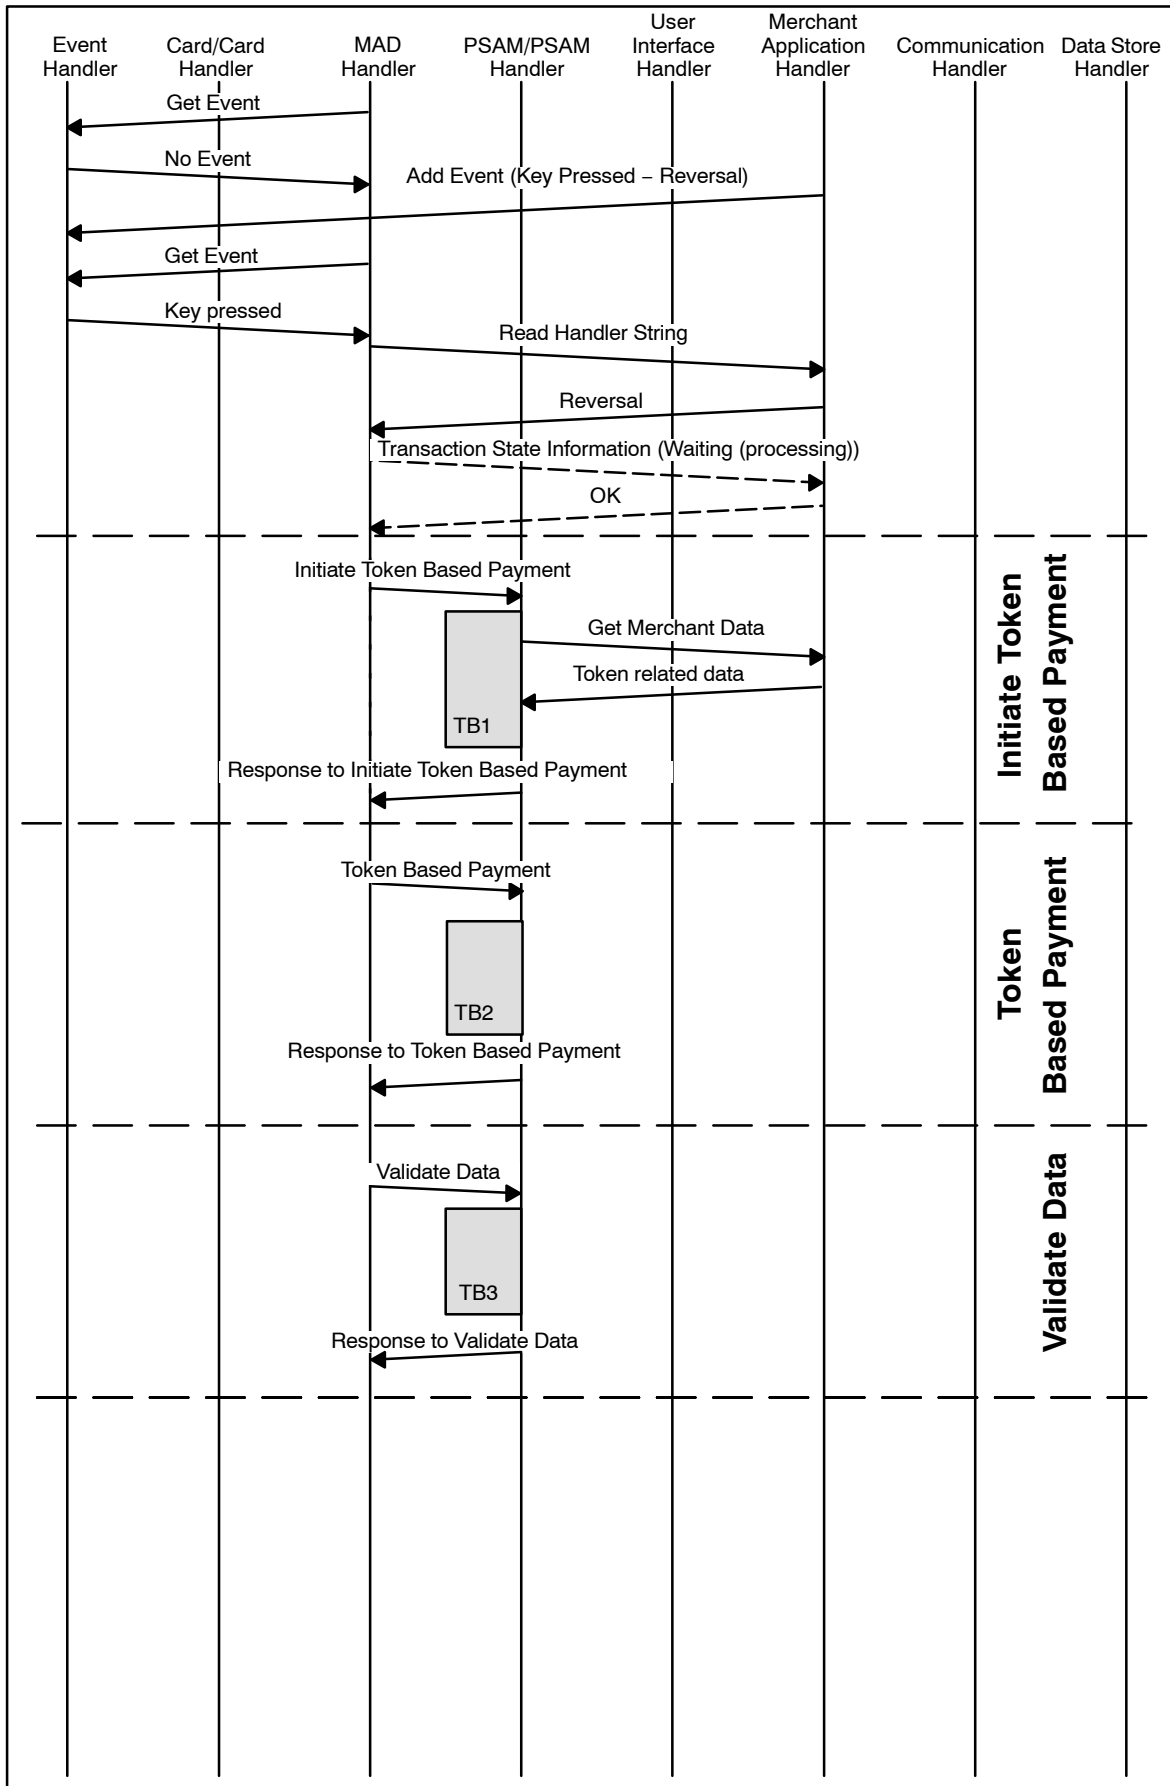 Event
Handler
Card/Card
Handler
MAD
Handler
PSAM/PSAM
Handler
User
Interface
Handler
Merchant
Application
Handler
Communication
Handler
Data Store
Handler
Get Event
No Event
Add Event (Key Pressed – Reversal)
Get Event
Key pressed
Read Handler String
Reversal
Transaction State Information (Waiting (processing))
OK
Initiate Token Based Payment
Get Merchant Data
Token related data
TB1
Response to Initiate Token Based Payment
Initiate Token
Based Payment
Token Based Payment
TB2
Response to Token Based Payment
Token
Based Payment
Validate Data
TB3
Response to Validate Data
Validate Data